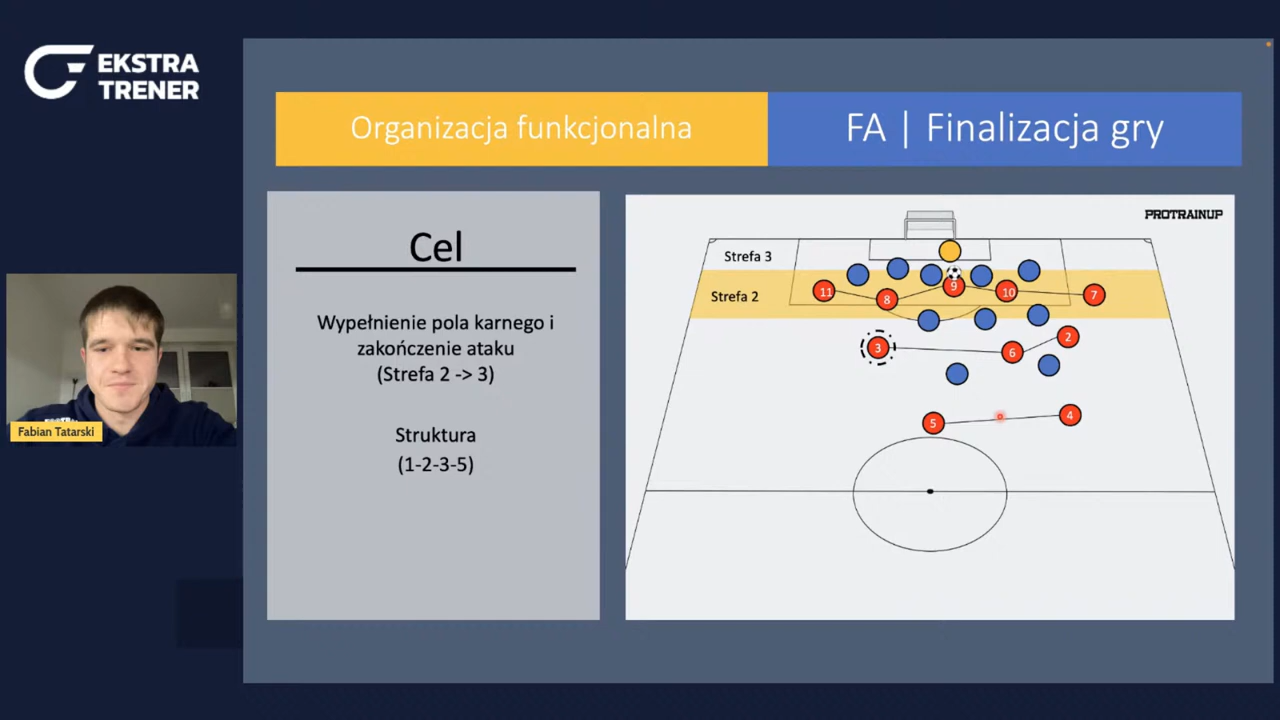 EKSTRA
TRENER
Organizacja funkcjonalna
FA | Finalizacja gry
Cel
Wypełnienie pola karnego i
zakończenie ataku
(Strefa 2 -> 3)
Struktura
(1-2-3-5)
PROTRAINUP
Strefa 3
Strefa 2
11
8
9
10
7
3
6
2
5
4
Fabian Tatarski